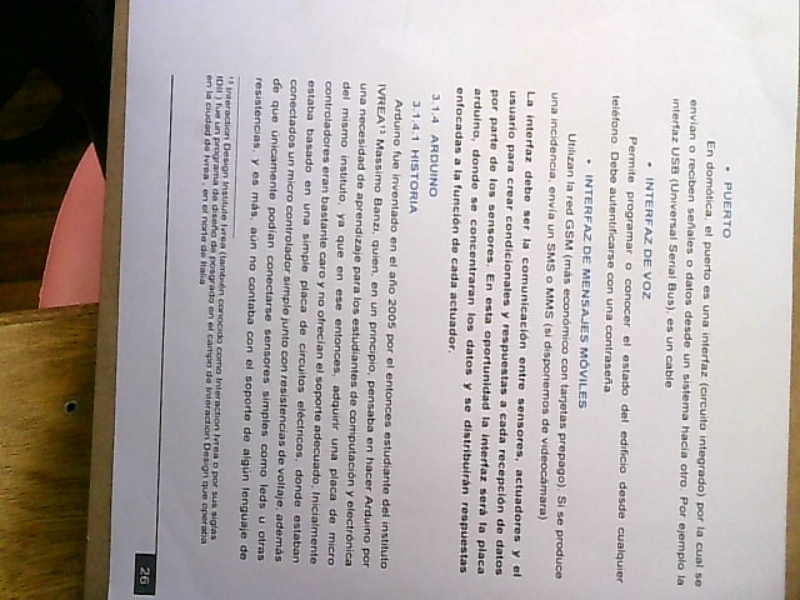 • PUERTO
En domótica, el puerto es una interfaz (circuito integrado) por la cual se
envían o reciben señales o datos desde un sistema hacia otro. Por ejemplo la
interfaz USB (Universal Serial Bus), es un cable
• INTERFAZ DE VOZ
Permite programar o conocer el estado del edificio desde cualquier
teléfono Debe autentificarse con una contraseña
• INTERFAZ DE MENSAJES MÓVILES
Utilizan la red GSM (más económico con tarjetas prepago). Si se produce
una incidencia, envía un SMS o MMS (si disponemos de videocámara)
La interfaz debe ser la comunicación entre sensores, actuadores y el
usuario para crear condicionales y respuestas a cada recepción de datos
por parte de los sensores. En esta oportunidad la interfaz será la placa
arduino, donde se concentraran los datos y se distribuirán respuestas
enfocadas a la función de cada actuador.
3.1.4 ARDUINO
3.1.4.1 HISTORIA
Arduino fue inventado en el año 2005 por el entonces estudiante del instituto
IVREA¹³ Massimo Banzi, quien, en un principio, pensaba en hacer Arduino por
una necesidad de aprendizaje para los estudiantes de computación y electrónica
del mismo instituto, ya que en ese entonces, adquirir una placa de micro
controladores eran bastante caro y no ofrecían el soporte adecuado. Inicialmente
estaba basado en una simple placa de circuitos eléctricos, donde estaban
conectados un micro controlador simple junto con resistencias de voltaje, además
de que únicamente podían conectarse sensores simples como leds u otras
resistencias, y es más, aún no contaba con el soporte de algún lenguaje de
Interaction Design Institute Ivrea (también conocido como Interaction Ivrea o por sus siglas
IDII ) fue un programa de diseño de posgrado en el campo de Interaction Design que operaba
en la ciudad de Ivrea , en el norte de Italia
26